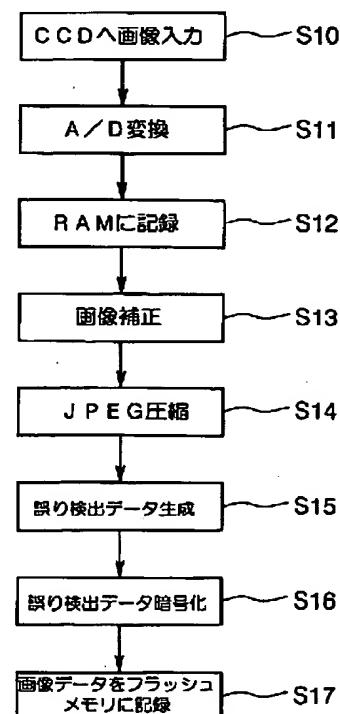 CCDへ画像入力 S10
A/D変換 S11
RAMに記録 S12
画像補正 S13
JPEG圧縮 S14
誤り検出データ生成 S15
誤り検出データ暗号化 S16
画像データをフラッシュ
メモリに記録 S17